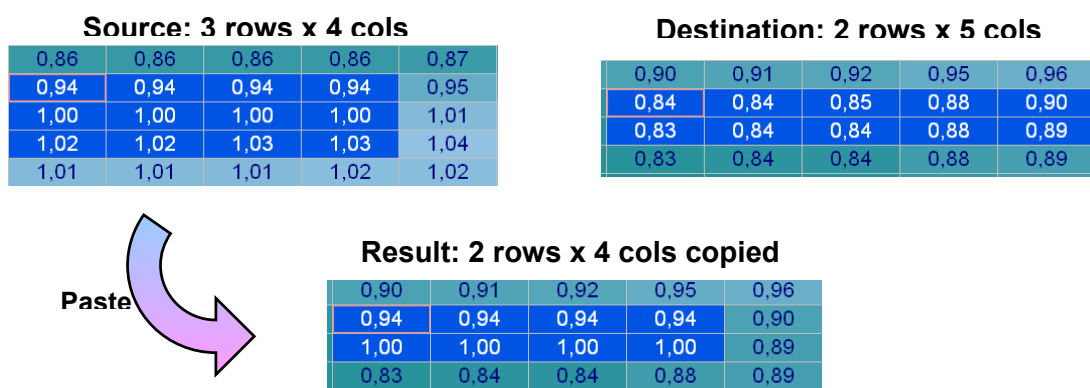 Source: 3 rows x 4 cols
0,86 0,86 0,86 0,86 0,87
0,94 0,94 0,94 0,94 0,95
1,00 1,00 1,00 1,00 1,01
1,02 1,02 1,03 1,03 1,04
1,01 1,01 1,01 1,02 1,02
Destination: 2 rows x 5 cols
0,90 0,91 0,92 0,95 0,96
0,84 0,84 0,85 0,88 0,90
0,83 0,84 0,84 0,88 0,89
0,83 0,84 0,84 0,88 0,89
Paste
Result: 2 rows x 4 cols copied
0,90 0,91 0,92 0,95 0,96
0,94 0,94 0,94 0,94 0,90
1,00 1,00 1,00 1,00 0,89
0,83 0,84 0,84 0,88 0,89